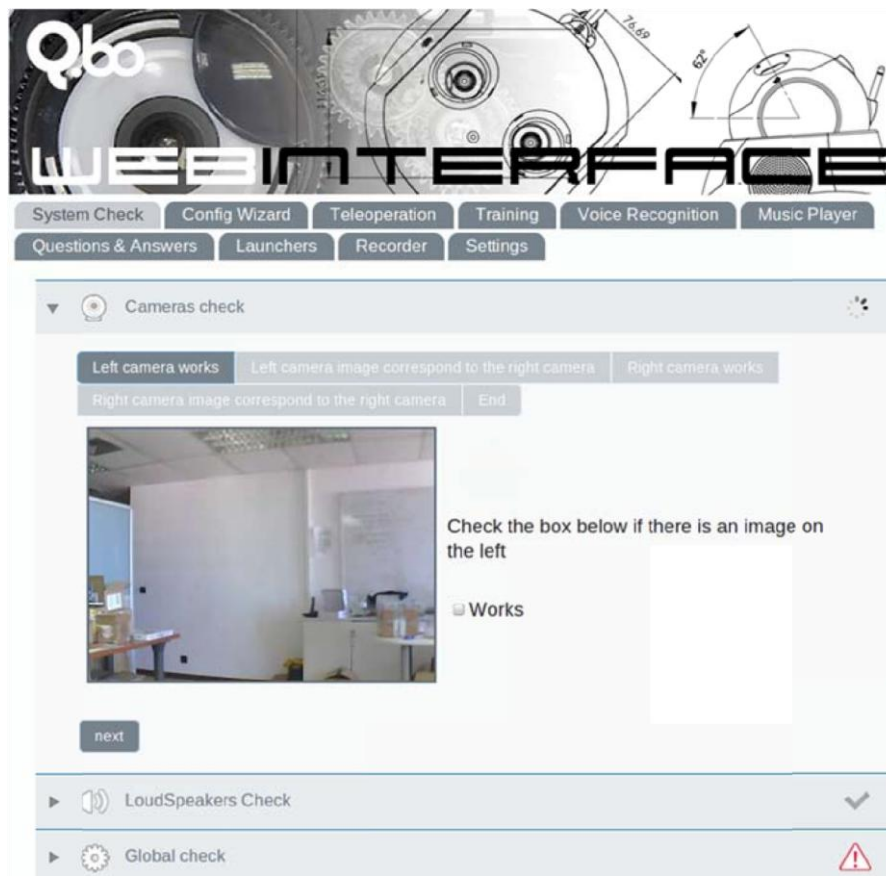 Q.bo
76.69
62°
WEBINTERFACE
System Check Config Wizard Teleoperation Training Voice Recognition Music Player
Questions & Answers Launchers Recorder Settings
Cameras check
Left camera works Left camera image correspond to the right camera Right camera works
Right camera image correspond to the right camera End
Check the box below if there is an image on
the left
Works
next
LoudSpeakers Check
Global check